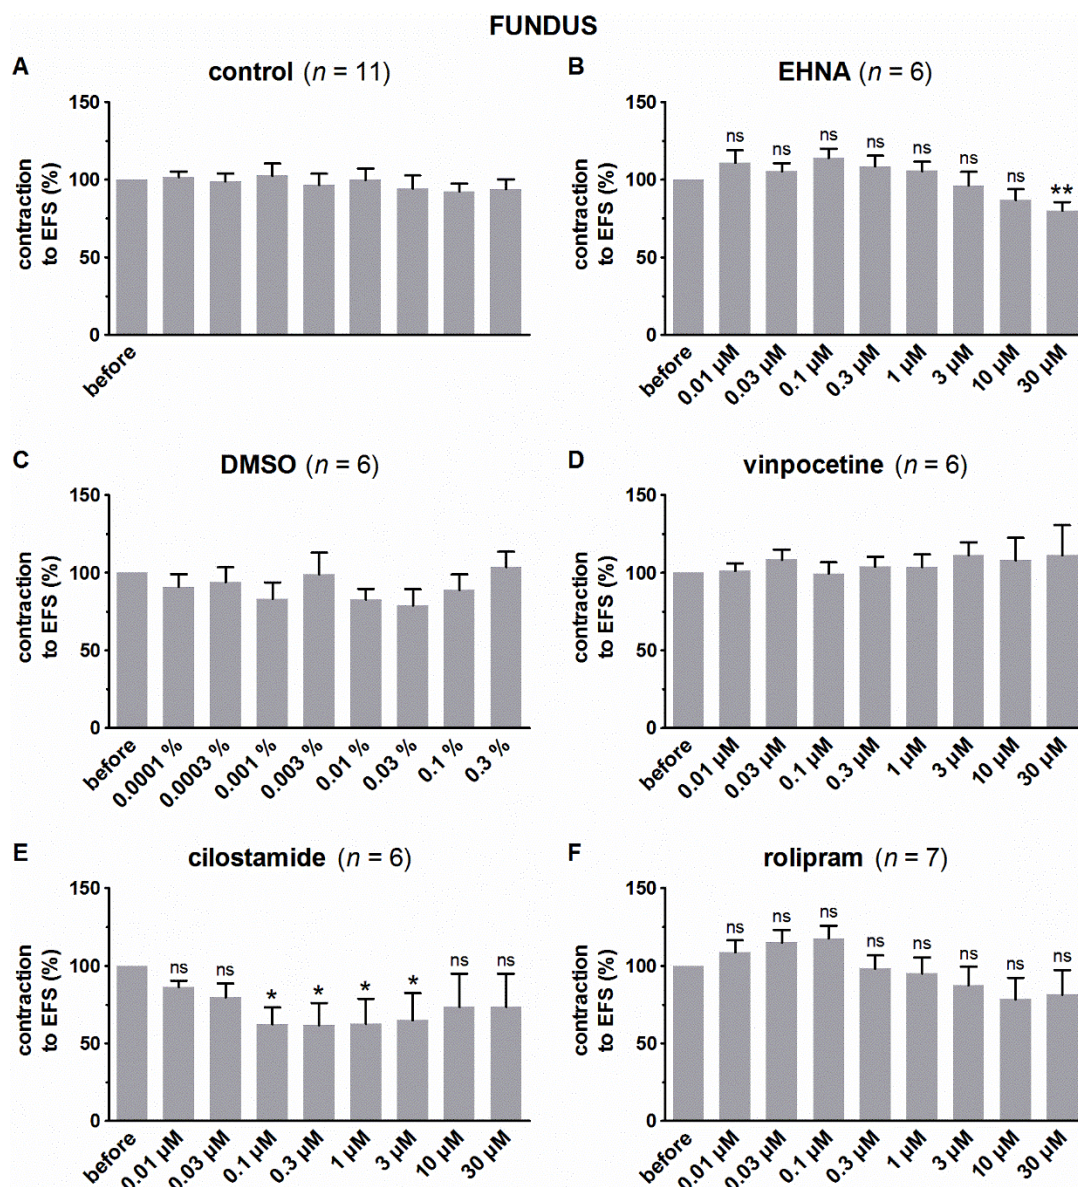 FUNDUS
A
control (n = 11)
contraction
to EFS (%)
150
100
50
0
before
B
EHNA (n = 6)
contraction
to EFS (%)
150
100
50
0
ns
ns
ns
ns
ns
ns
ns
**
before
0.01 µM
0.03 µM
0.1 µM
0.3 µM
1 µM
3 µM
10 µM
30 µM
C
DMSO (n = 6)
contraction
to EFS (%)
150
100
50
0
before
0.0001 %
0.0003 %
0.001 %
0.003 %
0.01 %
0.03 %
0.1 %
0.3 %
D
vinpocetine (n = 6)
contraction
to EFS (%)
150
100
50
0
before
0.01 µM
0.03 µM
0.1 µM
0.3 µM
1 µM
3 µM
10 µM
30 µM
E
cilostamide (n = 6)
contraction
to EFS (%)
150
100
50
0
ns
ns
*
*
*
*
ns
ns
before
0.01 µM
0.03 µM
0.1 µM
0.3 µM
1 µM
3 µM
10 µM
30 µM
F
rolipram (n = 7)
contraction
to EFS (%)
150
100
50
0
ns
ns
ns
ns
ns
ns
ns
ns
before
0.01 µM
0.03 µM
0.1 µM
0.3 µM
1 µM
3 µM
10 µM
30 µM